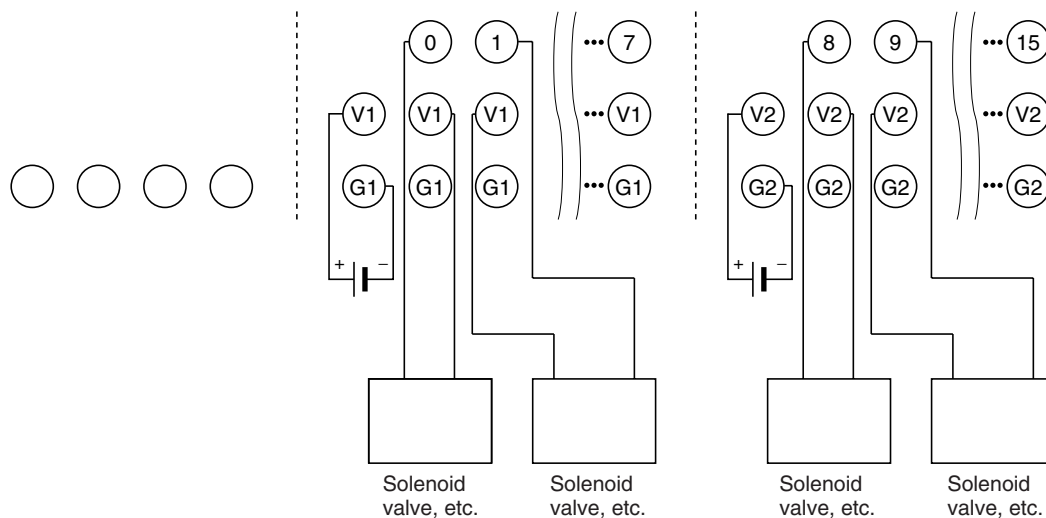 0 1 ••• 7 8 9 ••• 15
V1 V1 V1 ••• V1 V2 V2 V2 ••• V2
G1 G1 G1 ••• G1 G2 G2 G2 ••• G2
+ − + −
Solenoid valve, etc.
Solenoid valve, etc.
Solenoid valve, etc.
Solenoid valve, etc.